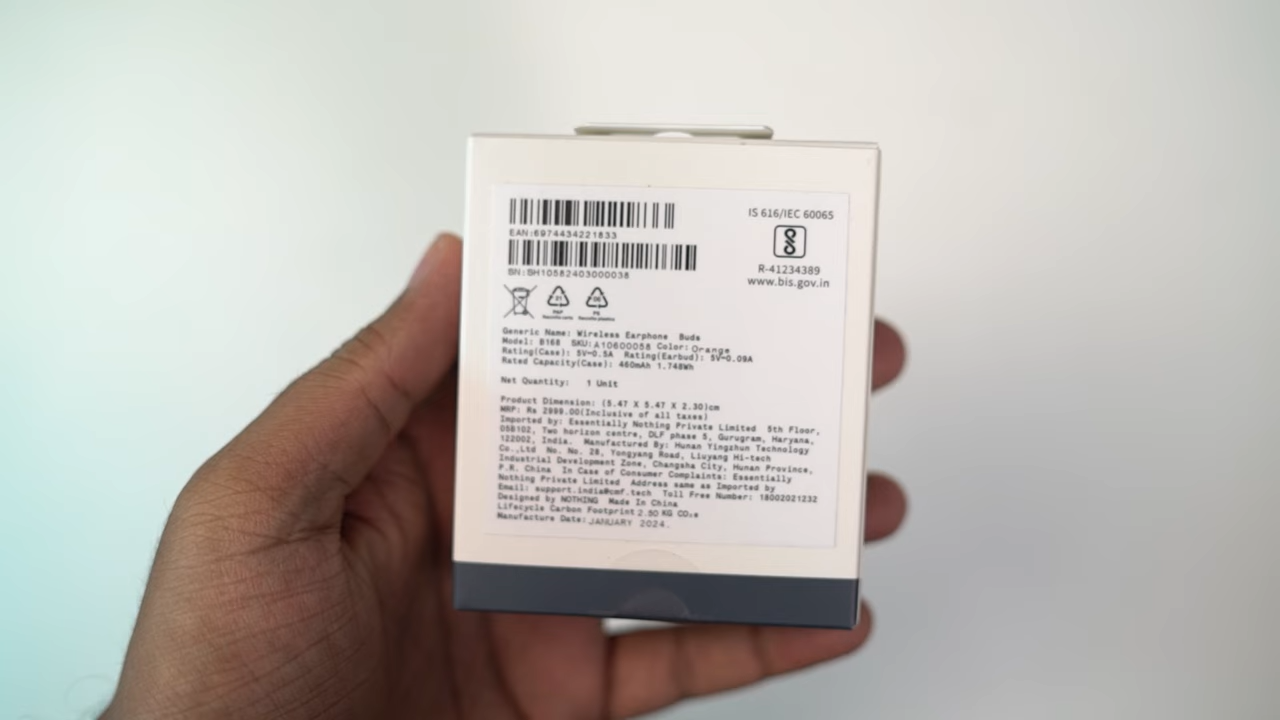 EAN:6974434221833
SN:SH10582403000038
IS 616/IEC 60065
R-41234389
www.bis.gov.in
PAP
PS
Generic Name: Wireless Earphone Buds
Model: B168 SKU:A10600058 Color:Orange
Rating(Case): 5V⎓0.5A Rating(Earbud): 5V⎓0.09A
Rated Capacity(Case): 460mAh 1.748Wh
Net Quantity: 1 Unit
Product Dimension: (5.47 X 5.47 X 2.30)cm
MRP: Rs 2999.00(Inclusive of all taxes)
Imported by: Essentially Nothing Private Limited 5th Floor,
05B102, Two horizon centre, DLF phase 5, Gurugram, Haryana,
122002, India. Manufactured By: Hunan Yingzhun Technology
Co.,Ltd No. No. 28, Yongyang Road, Liuyang Hi-tech
Industrial Development Zone, Changsha City, Hunan Province,
P.R. China In Case of Consumer Complaints: Essentially
Nothing Private Limited Address same as Imported by
Email: support.india@cmf.tech Toll Free Number: 18002021232
Designed by NOTHING Made In China
Lifecycle Carbon Footprint 2.50 KG CO₂e
Manufacture Date: JANUARY 2024.